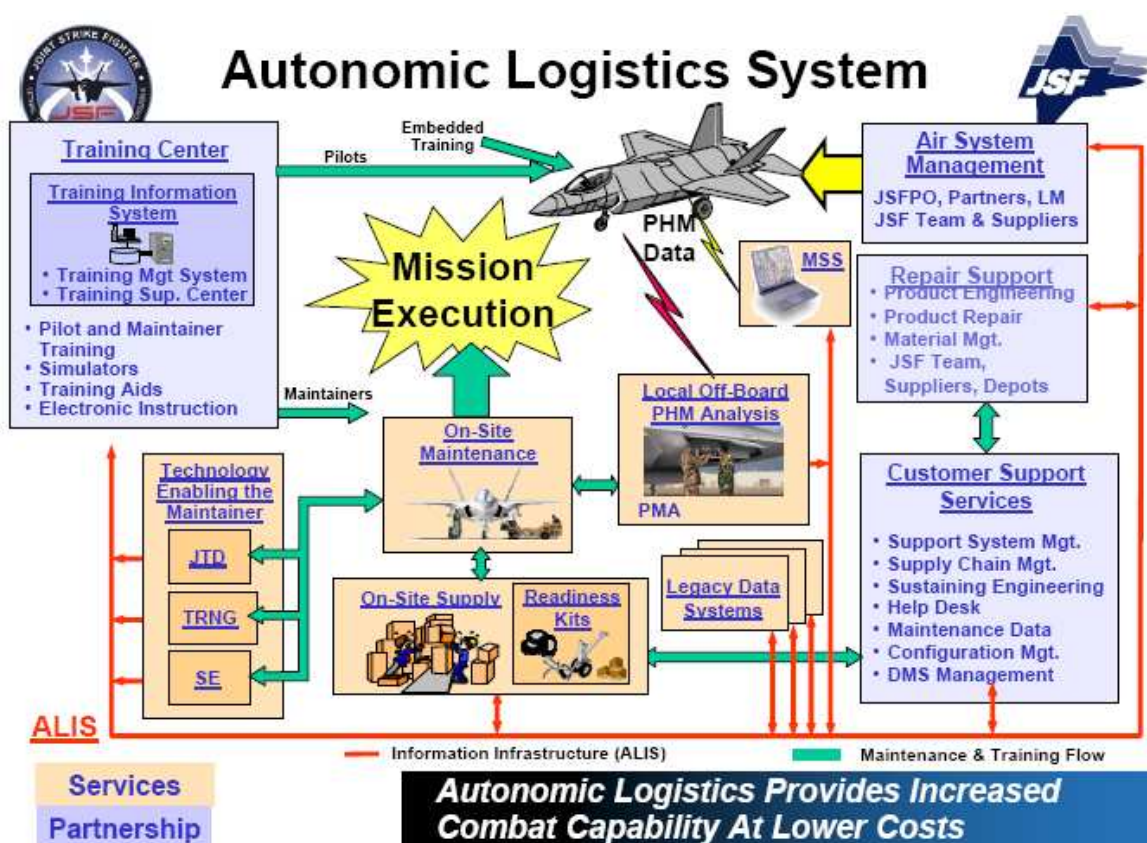 JOINT STRIKE FIGHTER
JSF
Autonomic Logistics System
JSF
Training Center
Training Information
System
• Training Mgt System
• Training Sup. Center
• Pilot and Maintainer
Training
• Simulators
• Training Aids
• Electronic Instruction
Pilots
Embedded
Training
Maintainers
Mission
Execution
PHM
Data
MSS
Air System
Management
JSFPO, Partners, LM
JSF Team & Suppliers
Repair Support
• Product Engineering
• Product Repair
• Material Mgt.
• JSF Team,
Suppliers, Depots
Local Off-Board
PHM Analysis
PMA
On-Site
Maintenance
Technology
Enabling the
Maintainer
JTD
TRNG
SE
On-Site Supply
Readiness
Kits
Legacy Data
Systems
Customer Support
Services
• Support System Mgt.
• Supply Chain Mgt.
• Sustaining Engineering
• Help Desk
• Maintenance Data
• Configuration Mgt.
• DMS Management
ALIS
Information Infrastructure (ALIS)
Maintenance & Training Flow
Services
Partnership
Autonomic Logistics Provides Increased
Combat Capability At Lower Costs